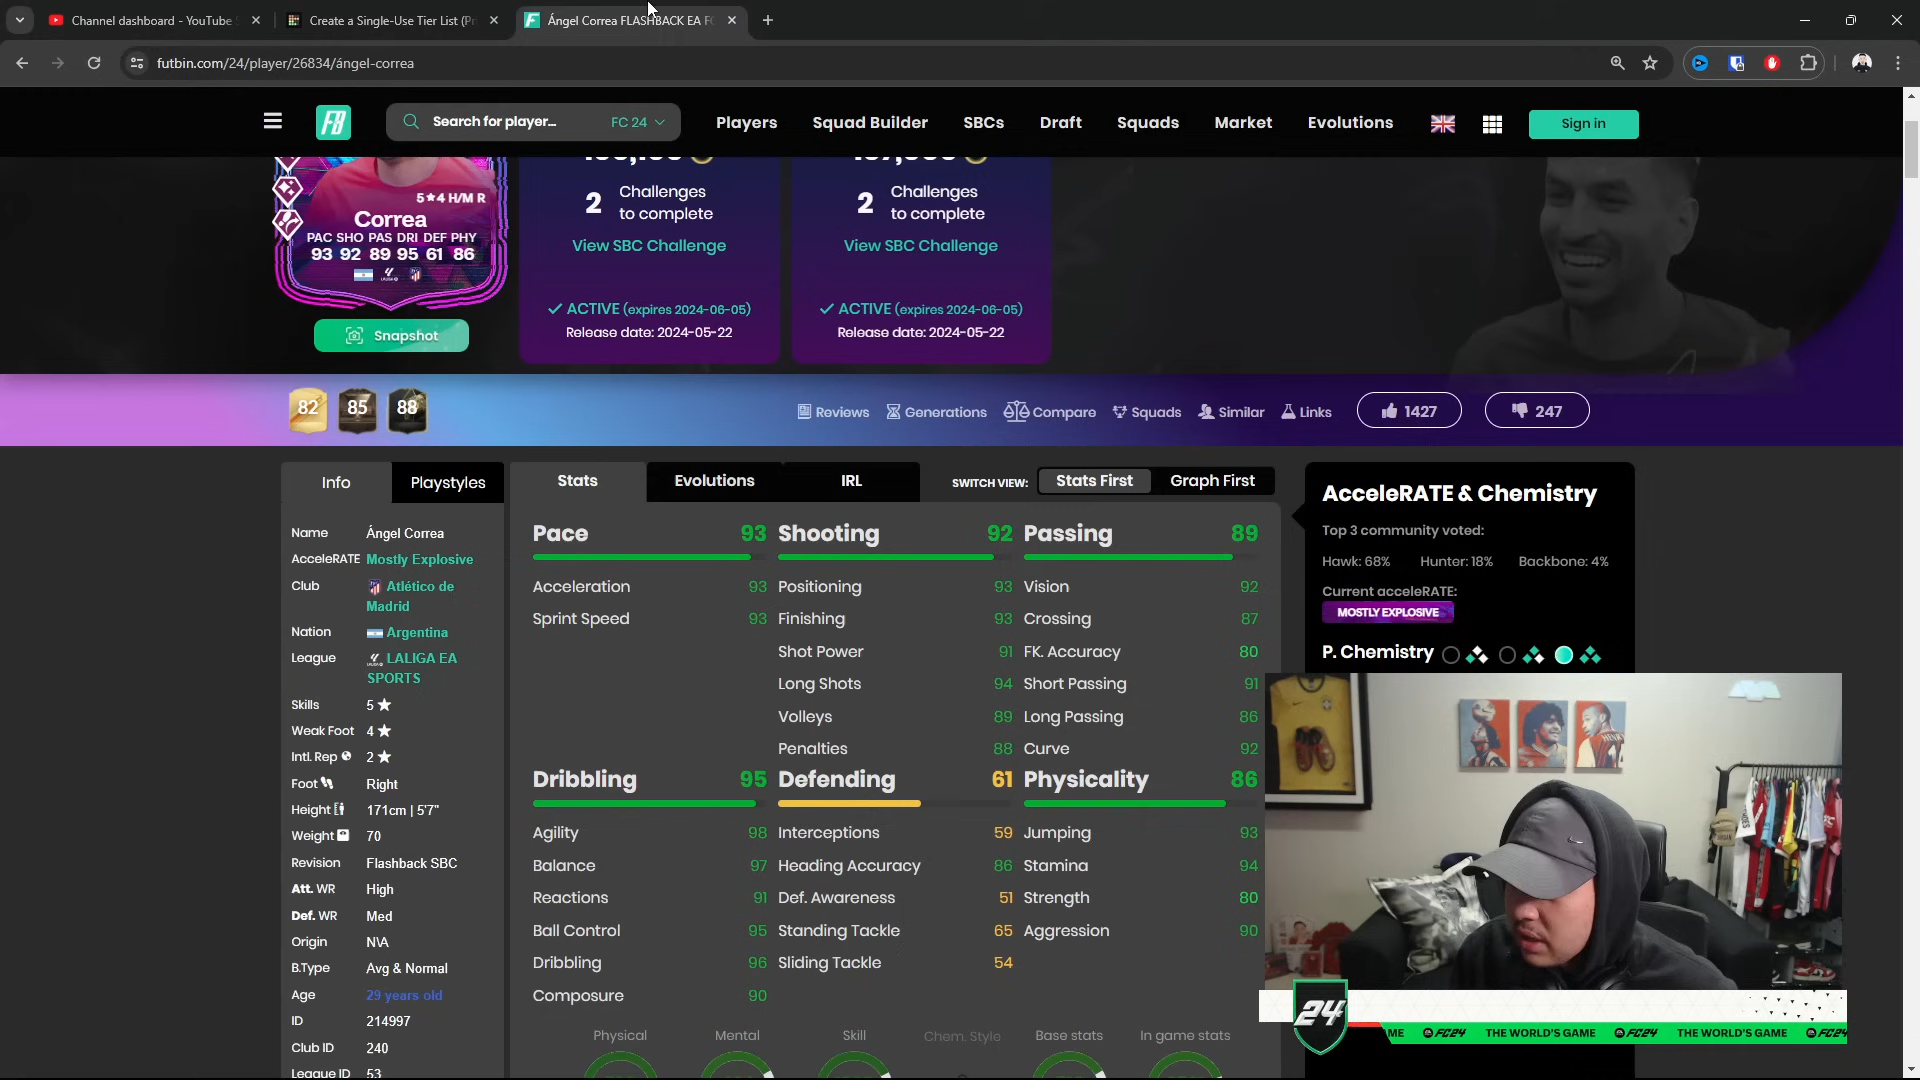 Channel dashboard - YouTube
Create a Single-Use Tier List (Pr
Ángel Correa FLASHBACK EA FC
futbin.com/24/player/26834/ángel-correa
Search for player...
FC 24
Players
Squad Builder
SBCs
Draft
Squads
Market
Evolutions
Sign in
5★4 H/M R
Correa
PAC SHO PAS DRI DEF PHY
93 92 89 95 61 86
Snapshot
2 Challenges to complete
View SBC Challenge
ACTIVE (expires 2024-06-05)
Release date: 2024-05-22
2 Challenges to complete
View SBC Challenge
ACTIVE (expires 2024-06-05)
Release date: 2024-05-22
82 85 88
Reviews
Generations
Compare
Squads
Similar
Links
1427
247
Info
Playstyles
Name Ángel Correa
AcceleRATE Mostly Explosive
Club Atlético de
Madrid
Nation Argentina
League LALIGA EA
SPORTS
Skills 5★
Weak Foot 4★
Intl. Rep 2★
Foot Right
Height 171cm | 5'7"
Weight 70
Revision Flashback SBC
Att. WR High
Def. WR Med
Origin N\A
B.Type Avg & Normal
Age 29 years old
ID 214997
Club ID 240
League ID 53
Stats
Evolutions
IRL
SWITCH VIEW:
Stats First
Graph First
Pace 93
Acceleration 93
Sprint Speed 93
Shooting 92
Positioning 93
Finishing 93
Shot Power 91
Long Shots 94
Volleys 89
Penalties 88
Passing 89
Vision 92
Crossing 87
FK. Accuracy 80
Short Passing 91
Long Passing 86
Curve 92
Dribbling 95
Agility 98
Balance 97
Reactions 91
Ball Control 95
Dribbling 96
Composure 90
Defending 61
Interceptions 59
Heading Accuracy 86
Def. Awareness 51
Standing Tackle 65
Sliding Tackle 54
Physicality 86
Jumping 93
Stamina 94
Strength 80
Aggression 90
Physical
Mental
Skill
Chem. Style
Base stats
In game stats
AcceleRATE & Chemistry
Top 3 community voted:
Hawk: 68% Hunter: 18% Backbone: 4%
Current acceleRATE:
MOSTLY EXPLOSIVE
P. Chemistry
24
ME EA FC24 THE WORLD'S GAME EA FC24 THE WORLD'S GAME EA FC24